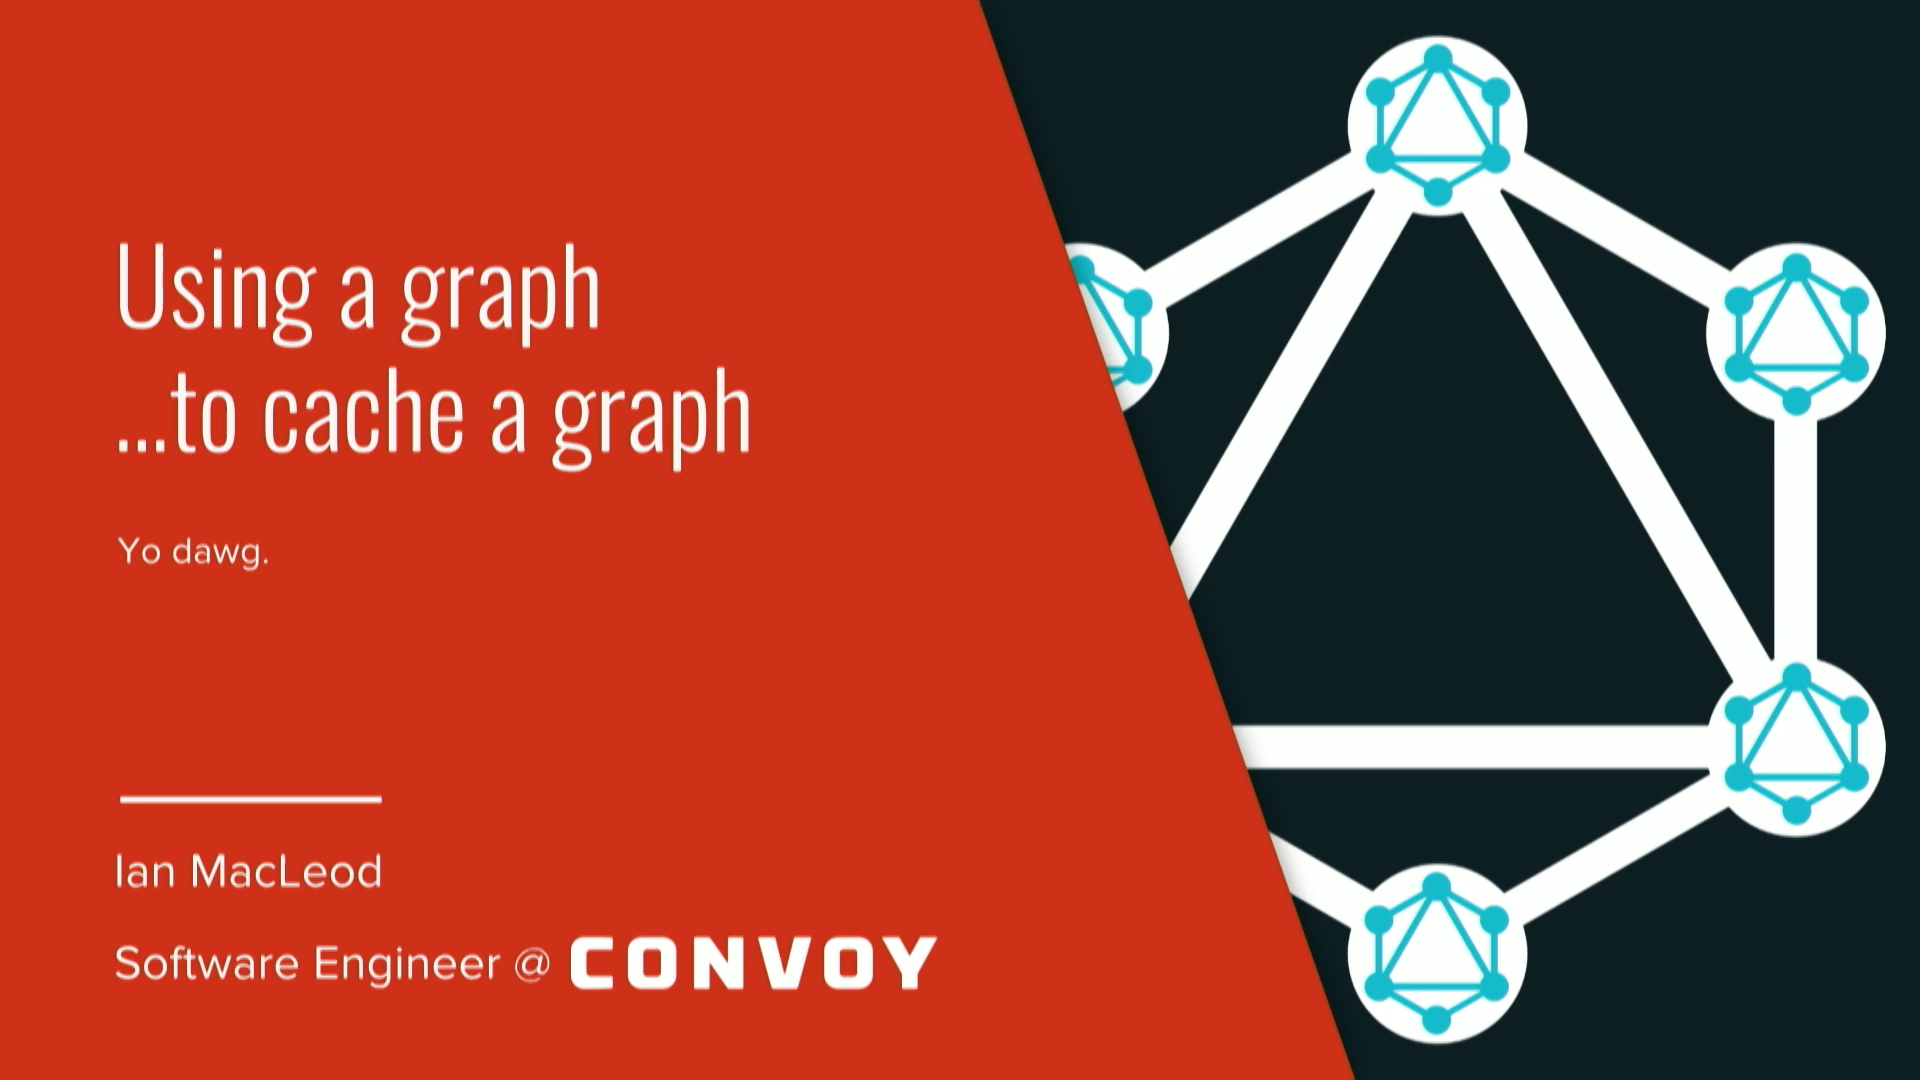 Using a graph
...to cache a graph
Yo dawg.
Ian MacLeod
Software Engineer @ CONVOY